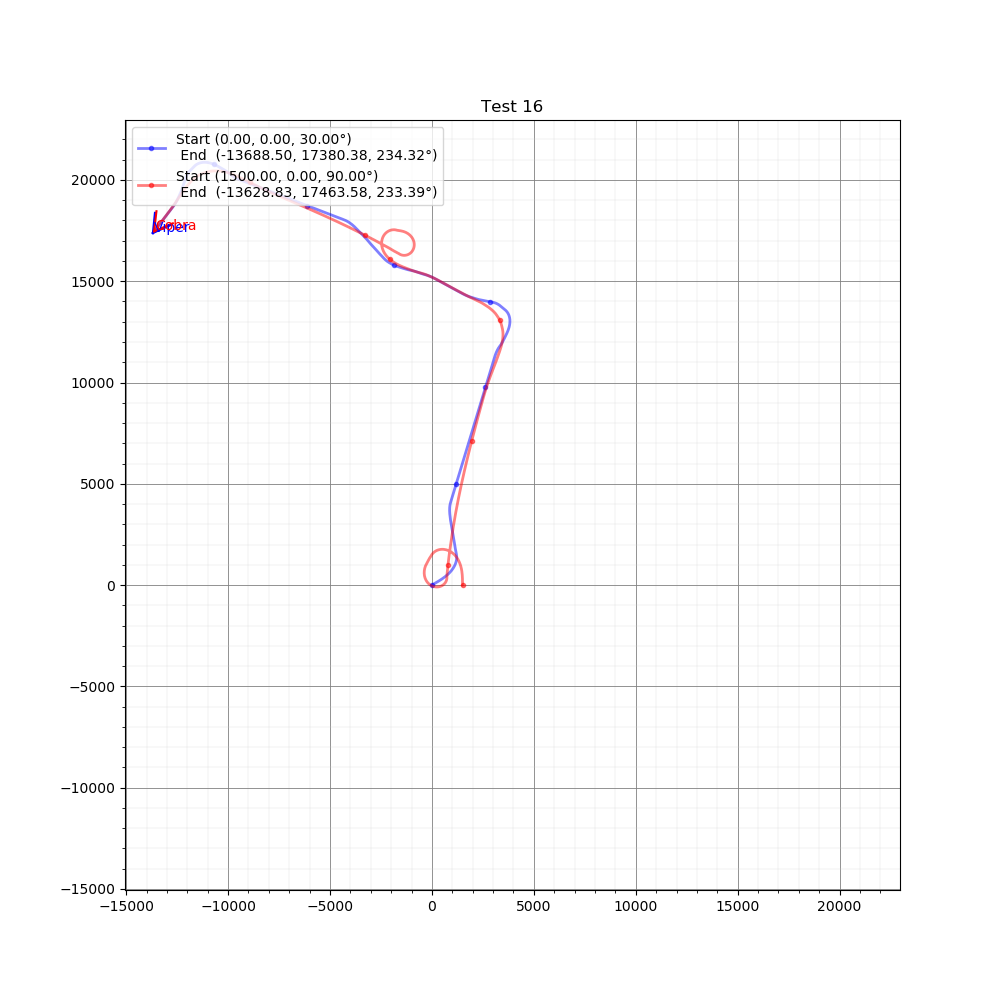 Test 16
Start (0.00, 0.00, 30.00°)
End (-13688.50, 17380.38, 234.32°)
Start (1500.00, 0.00, 90.00°)
End (-13628.83, 17463.58, 233.39°)
20000
15000
10000
5000
0
−5000
−10000
−15000
Viper
Cobra
−15000 −10000 −5000 0 5000 10000 15000 20000